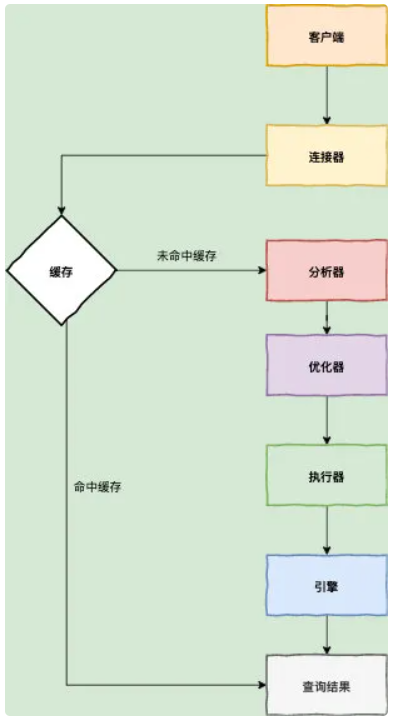 客户端
连接器
缓存
未命中缓存
分析器
优化器
命中缓存
执行器
引擎
查询结果